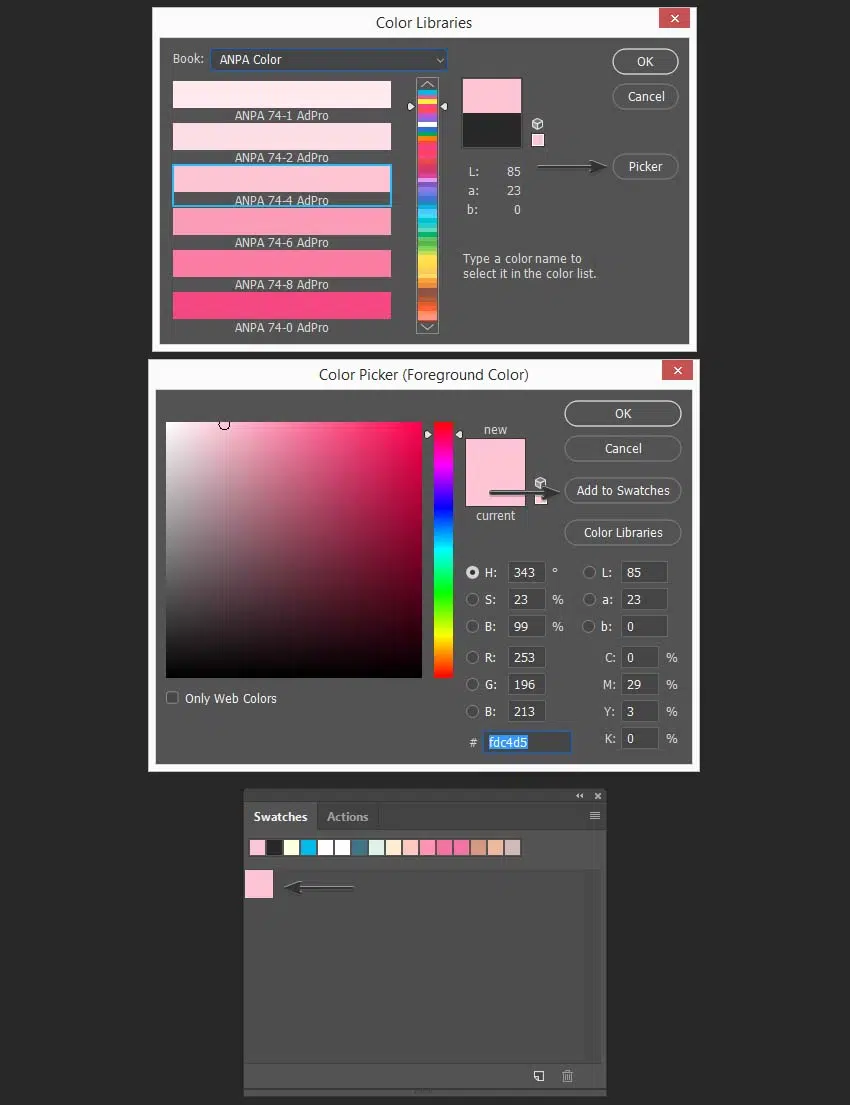 Color Libraries
Book: ANPA Color
OK
ANPA 74-1 AdPro
Cancel
ANPA 74-2 AdPro
ANPA 74-4 AdPro
Picker
L: 85
a: 23
b: 0
ANPA 74-6 AdPro
Type a color name to
select it in the color list.
ANPA 74-8 AdPro
ANPA 74-0 AdPro
Color Picker (Foreground Color)
new
OK
Cancel
Add to Swatches
current
Color Libraries
H: 343 °
L: 85
S: 23 %
a: 23
B: 99 %
b: 0
R: 253
C: 0 %
G: 196
M: 29 %
B: 213
Y: 3 %
# fdc4d5
K: 0 %
Only Web Colors
Swatches
Actions